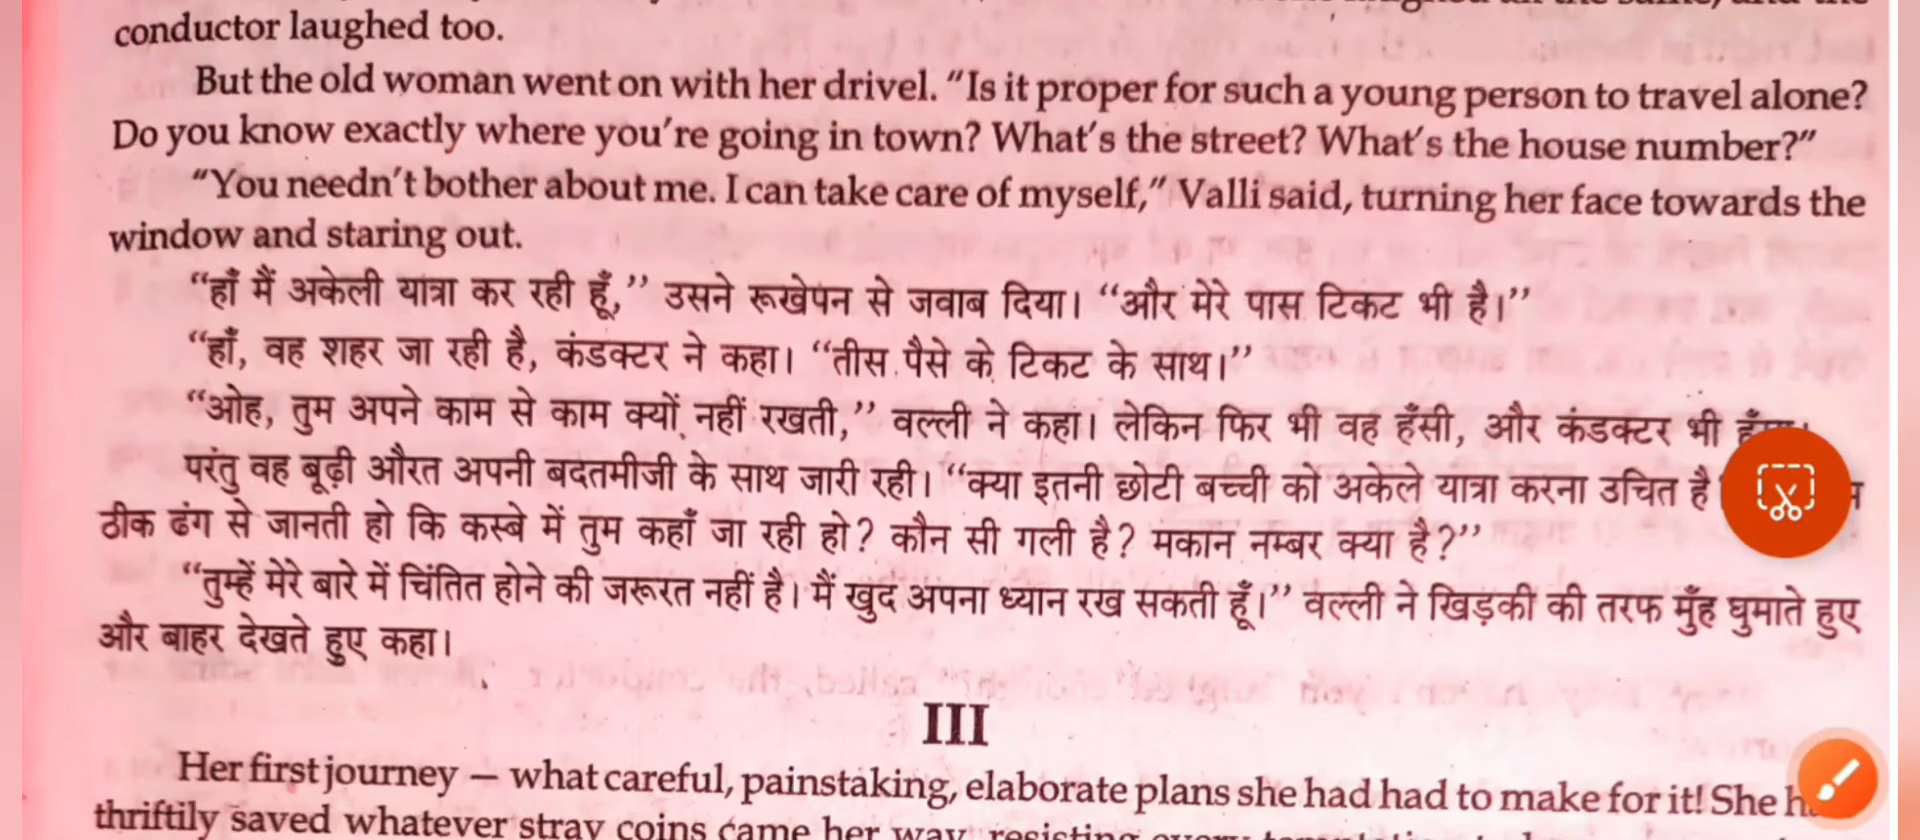 conductor laughed too.
But the old woman went on with her drivel. "Is it proper for such a young person to travel alone?
Do you know exactly where you're going in town? What's the street? What's the house number?"
"You needn't bother about me. I can take care of myself," Valli said, turning her face towards the
window and staring out.
"हाँ मैं अकेली यात्रा कर रही हूँ," उसने रूखेपन से जवाब दिया। "और मेरे पास टिकट भी है।"
"हाँ, वह शहर जा रही है, कंडक्टर ने कहा। "तीस पैसे के टिकट के साथ।"
"ओह, तुम अपने काम से काम क्यों नहीं रखती," वल्ली ने कहा। लेकिन फिर भी वह हँसी, और कंडक्टर भी
परंतु वह बूढ़ी औरत अपनी बदतमीजी के साथ जारी रही। "क्या इतनी छोटी बच्ची को अकेले यात्रा करना उचित है
ठीक ढंग से जानती हो कि कस्बे में तुम कहाँ जा रही हो? कौन सी गली है? मकान नम्बर क्या है?"
"तुम्हें मेरे बारे में चिंतित होने की जरूरत नहीं है। मैं खुद अपना ध्यान रख सकती हूँ।" वल्ली ने खिड़की की तरफ मुँह घुमाते हुए
और बाहर देखते हुए कहा।
III
Her first journey — what careful, painstaking, elaborate plans she had had to make for it! She
thriftily saved whatever stray coins came her way, resisting every